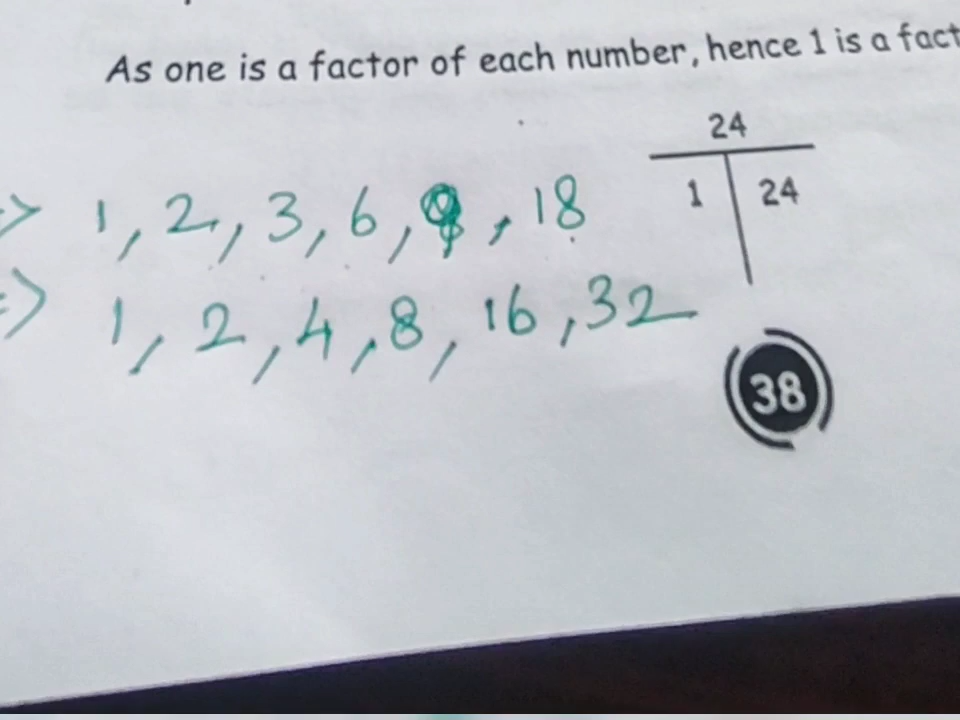 As one is a factor of each number, hence 1 is a fact
24
1 24
=> 1, 2, 3, 6, 9, 18
=> 1, 2, 4, 8, 16, 32
38